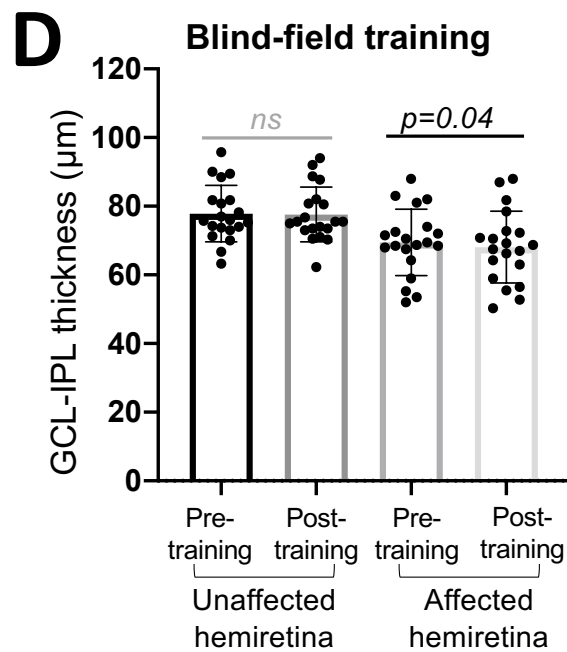 D
Blind-field training
GCL-IPL thickness (μm)
120
100
80
60
40
20
0
ns
p=0.04
Pre-
training
Post-
training
Pre-
training
Post-
training
Unaffected
hemiretina
Affected
hemiretina